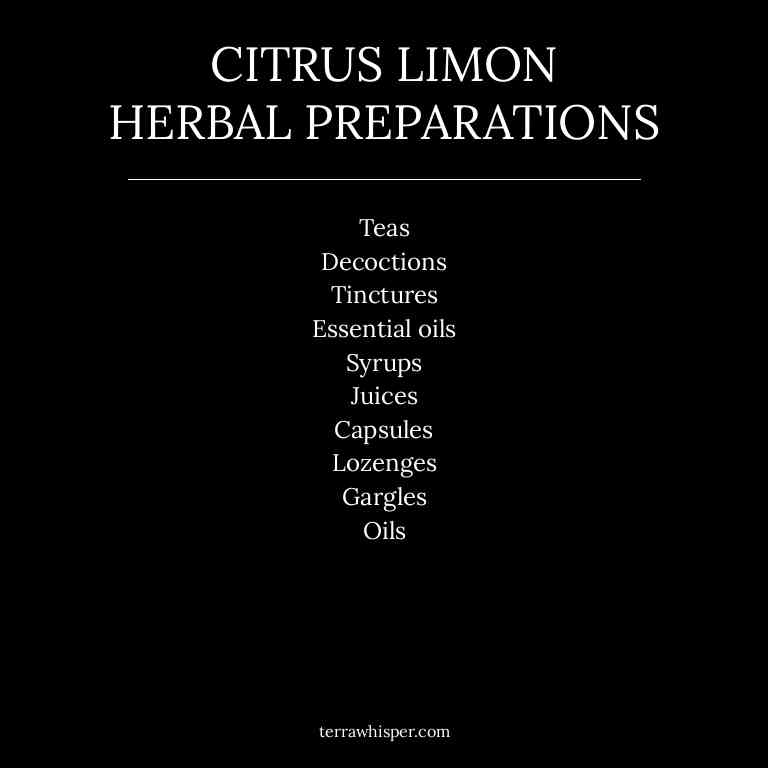 CITRUS LIMON
HERBAL PREPARATIONS
Teas
Decoctions
Tinctures
Essential oils
Syrups
Juices
Capsules
Lozenges
Gargles
Oils
terrawhisper.com